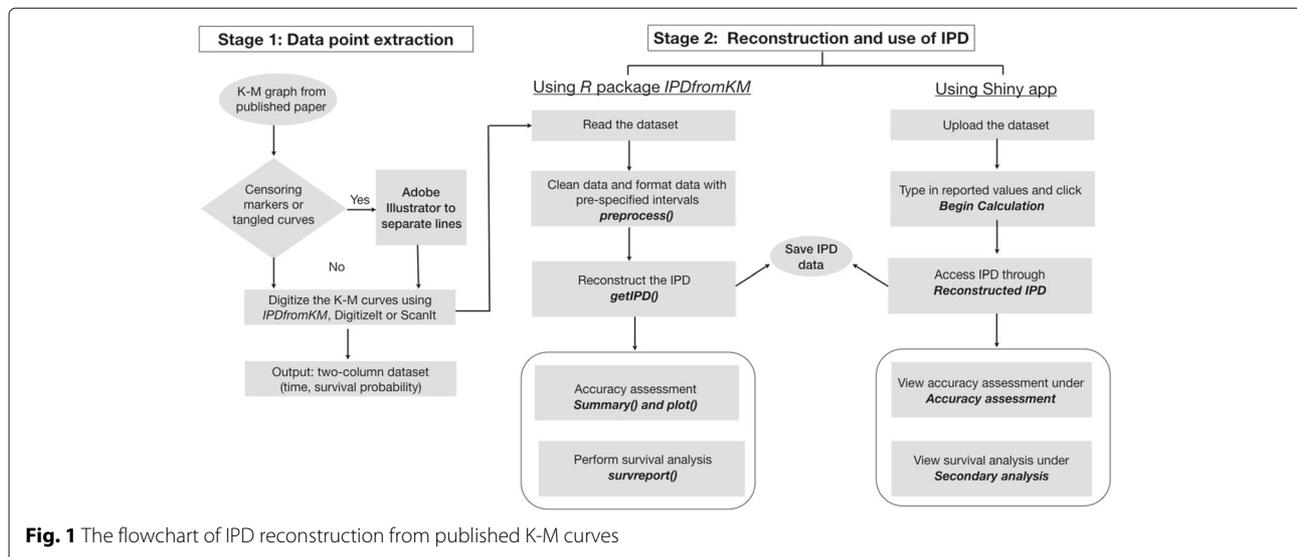 Stage 1: Data point extraction
K-M graph from
published paper
Censoring
markers or
tangled curves
Yes
Adobe
Illustrator to
separate lines
No
Digitize the K-M curves using
IPDfromKM, DigitizeIt or ScanIt
Output: two-column dataset
(time, survival probability)
Stage 2: Reconstruction and use of IPD
Using R package IPDfromKM
Read the dataset
Clean data and format data with
pre-specified intervals
preprocess()
Reconstruct the IPD
getIPD()
Save IPD
data
Accuracy assessment
Summary() and plot()
Perform survival analysis
survreport()
Using Shiny app
Upload the dataset
Type in reported values and click
Begin Calculation
Access IPD through
Reconstructed IPD
View accuracy assessment under
Accuracy assessment
View survival analysis under
Secondary analysis
Fig. 1 The flowchart of IPD reconstruction from published K-M curves